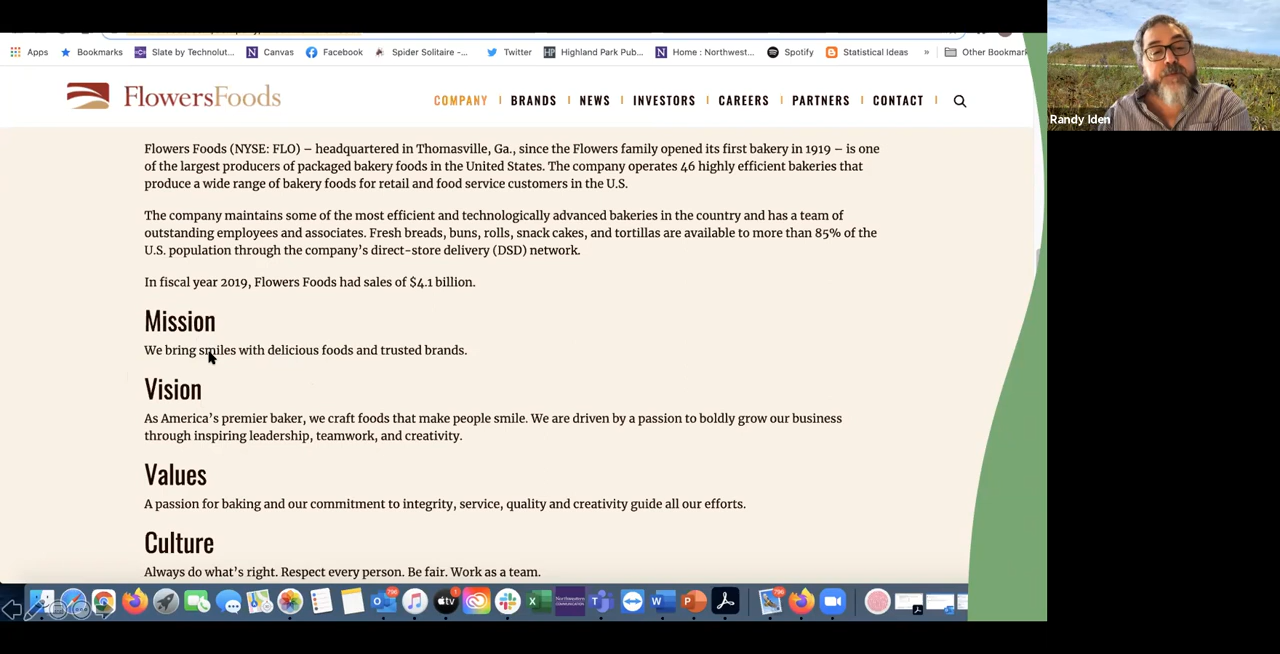 Apps Bookmarks Slate by Technolut... Canvas Facebook Spider Solitaire -... Twitter Highland Park Pub... Home : Northwest... Spotify Statistical Ideas » Other Bookmark
FlowersFoods COMPANY BRANDS NEWS INVESTORS CAREERS PARTNERS CONTACT
Randy Iden
Flowers Foods (NYSE: FLO) – headquartered in Thomasville, Ga., since the Flowers family opened its first bakery in 1919 – is one
of the largest producers of packaged bakery foods in the United States. The company operates 46 highly efficient bakeries that
produce a wide range of bakery foods for retail and food service customers in the U.S.
The company maintains some of the most efficient and technologically advanced bakeries in the country and has a team of
outstanding employees and associates. Fresh breads, buns, rolls, snack cakes, and tortillas are available to more than 85% of the
U.S. population through the company's direct-store delivery (DSD) network.
In fiscal year 2019, Flowers Foods had sales of $4.1 billion.
Mission
We bring smiles with delicious foods and trusted brands.
Vision
As America's premier baker, we craft foods that make people smile. We are driven by a passion to boldly grow our business
through inspiring leadership, teamwork, and creativity.
Values
A passion for baking and our commitment to integrity, service, quality and creativity guide all our efforts.
Culture
Always do what's right. Respect every person. Be fair. Work as a team.